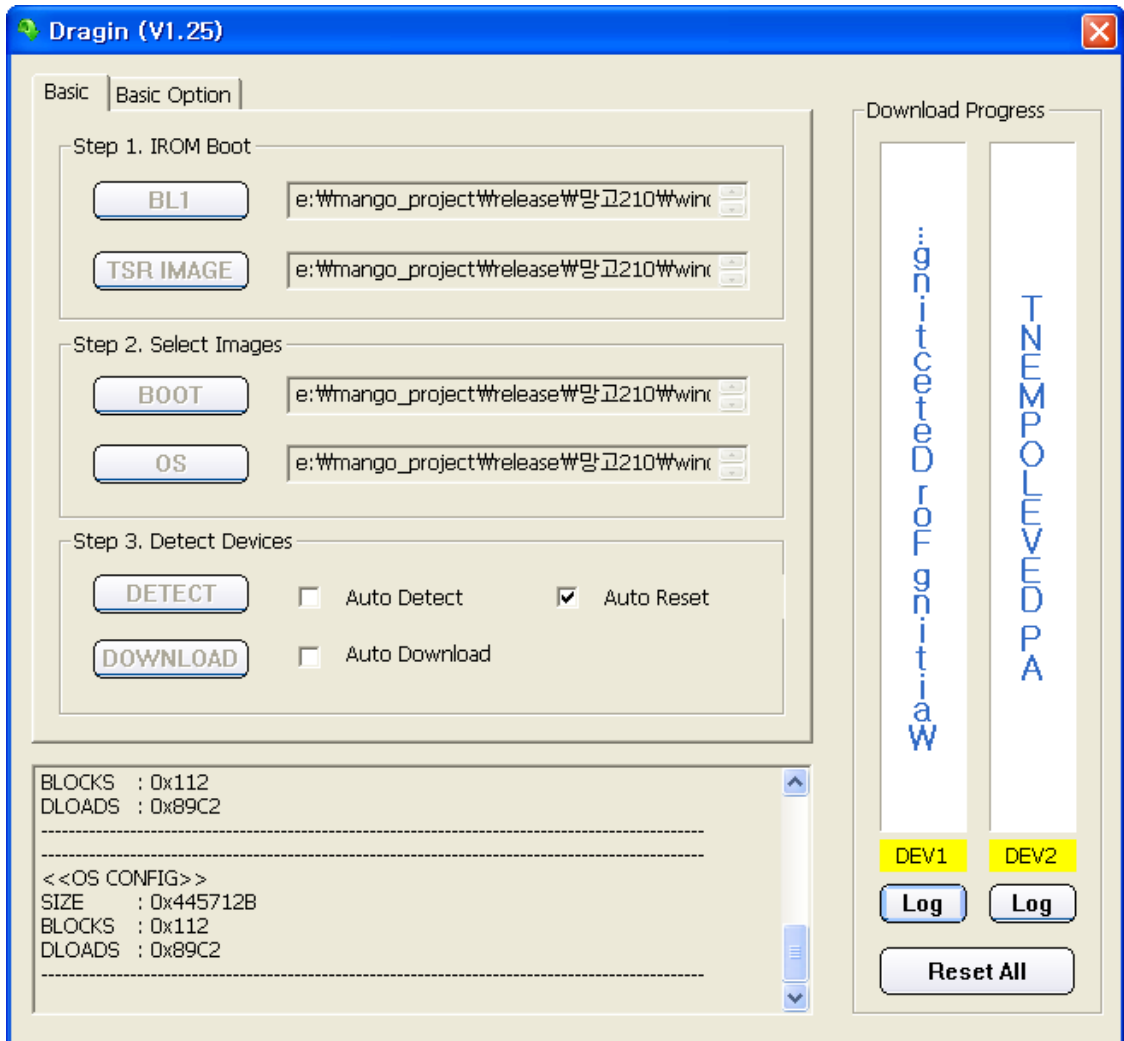 Dragin (V1.25)
Basic
Basic Option
Step 1. IROM Boot
BL1
e:₩mango_project₩release₩망고210₩wind
TSR IMAGE
e:₩mango_project₩release₩망고210₩wind
Step 2. Select Images
BOOT
e:₩mango_project₩release₩망고210₩wind
OS
e:₩mango_project₩release₩망고210₩wind
Step 3. Detect Devices
DETECT
Auto Detect
Auto Reset
DOWNLOAD
Auto Download
BLOCKS : 0x112
DLOADS : 0x89C2
--------------------------------------------------------------------------------
--------------------------------------------------------------------------------
<<OS CONFIG>>
SIZE : 0x445712B
BLOCKS : 0x112
DLOADS : 0x89C2
--------------------------------------------------------------------------------
Download Progress
Waiting For Detecting..
AP DEVELOPMENT
DEV1
DEV2
Log
Log
Reset All